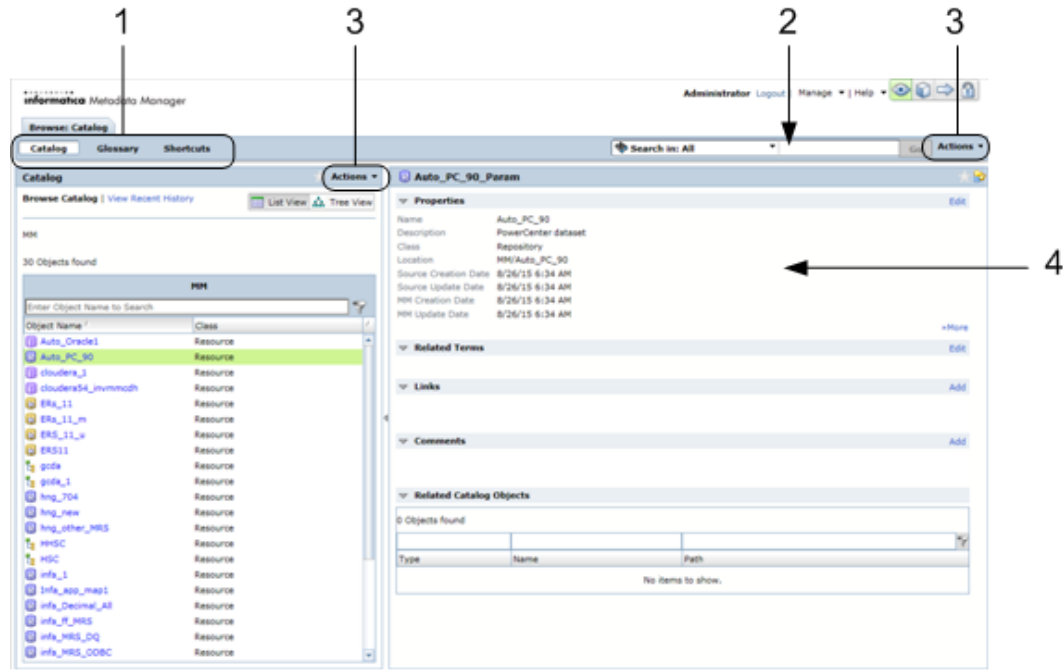 1 3 2 3
informatica Metadata Manager
Administrator Logout | Manage | Help
Browse: Catalog
Catalog Glossary Shortcuts
Search in: All
Go
Actions
Catalog
Actions
Auto_PC_90_Param
Browse Catalog | View Recent History
List View Tree View
MM
30 Objects found
MM
Enter Object Name to Search
Object Name Class
Auto_Oracle1 Resource
Auto_PC_90 Resource
cloudera_1 Resource
cloudera54_invmmcdh Resource
ERs_11 Resource
ERs_11_m Resource
ERS_11_u Resource
ERS11 Resource
gcda Resource
gcda_1 Resource
hng_704 Resource
hng_new Resource
hng_other_MRS Resource
HHSC Resource
HSC Resource
infa_1 Resource
Infa_app_map1 Resource
infa_Decimal_All Resource
infa_ff_MRS Resource
infa_MRS_DQ Resource
infa_MRS_ODBC Resource
Properties Edit
Name Auto_PC_90
Description PowerCenter dataset
Class Repository
Location MM/Auto_PC_90
Source Creation Date 8/26/15 6:34 AM
Source Update Date 8/26/15 6:34 AM
MM Creation Date 8/26/15 6:34 AM
MM Update Date 8/26/15 6:34 AM
»More
4
Related Terms Edit
Links Add
Comments Add
Related Catalog Objects
0 Objects found
Type Name Path
No items to show.